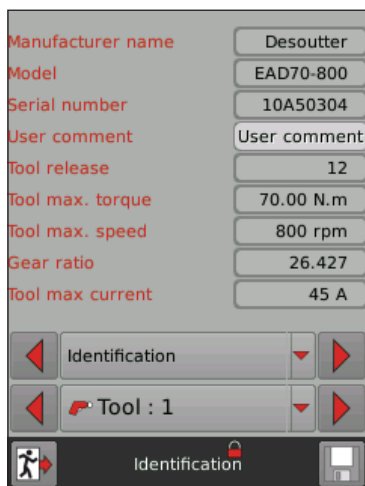 Manufacturer name Desoutter
Model EAD70-800
Serial number 10A50304
User comment User comment
Tool release 12
Tool max. torque 70.00 N.m
Tool max. speed 800 rpm
Gear ratio 26.427
Tool max current 45 A
Identification
Tool : 1
Identification